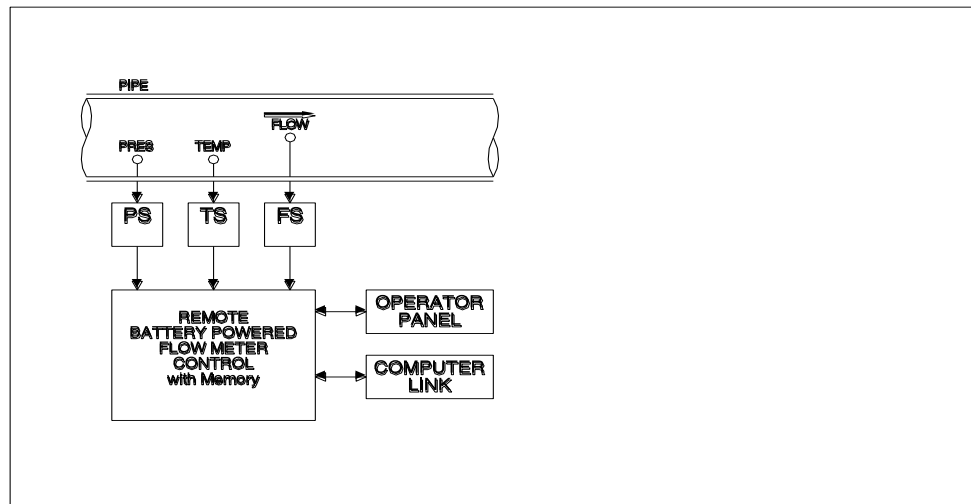 PIPE
FLOW
PRES
TEMP
PS
TS
FS
REMOTE
BATTERY POWERED
FLOW METER
CONTROL
with Memory
OPERATOR
PANEL
COMPUTER
LINK